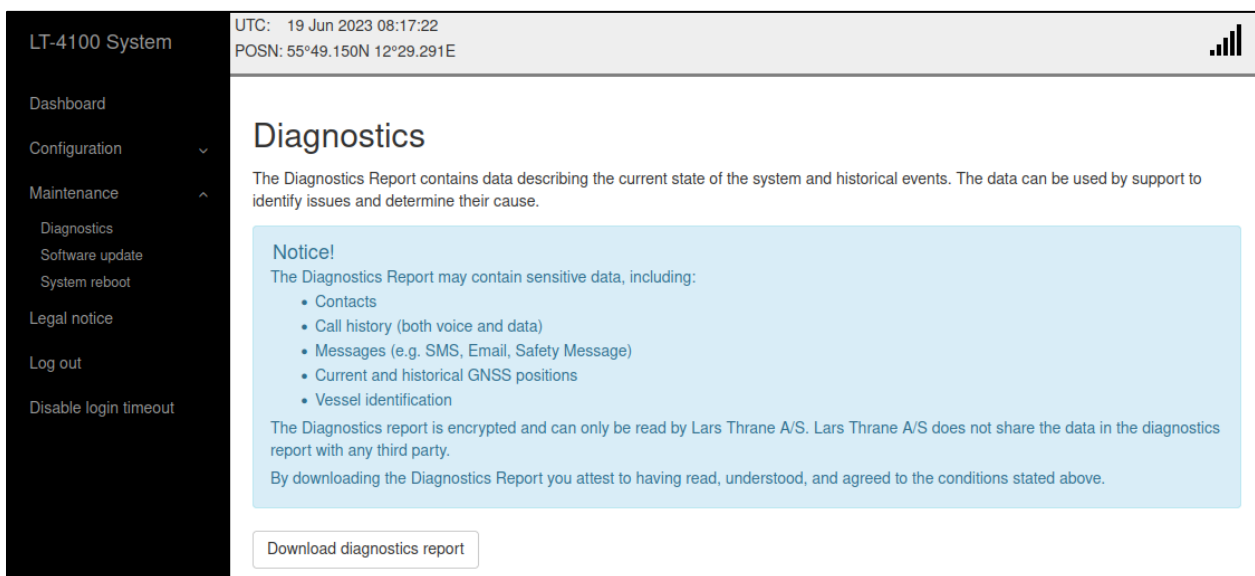 LT-4100 System
UTC: 19 Jun 2023 08:17:22
POSN: 55°49.150N 12°29.291E
Dashboard
Configuration
Maintenance
Diagnostics
Software update
System reboot
Legal notice
Log out
Disable login timeout
Diagnostics
The Diagnostics Report contains data describing the current state of the system and historical events. The data can be used by support to
identify issues and determine their cause.
Notice!
The Diagnostics Report may contain sensitive data, including:
• Contacts
• Call history (both voice and data)
• Messages (e.g. SMS, Email, Safety Message)
• Current and historical GNSS positions
• Vessel identification
The Diagnostics report is encrypted and can only be read by Lars Thrane A/S. Lars Thrane A/S does not share the data in the diagnostics
report with any third party.
By downloading the Diagnostics Report you attest to having read, understood, and agreed to the conditions stated above.
Download diagnostics report